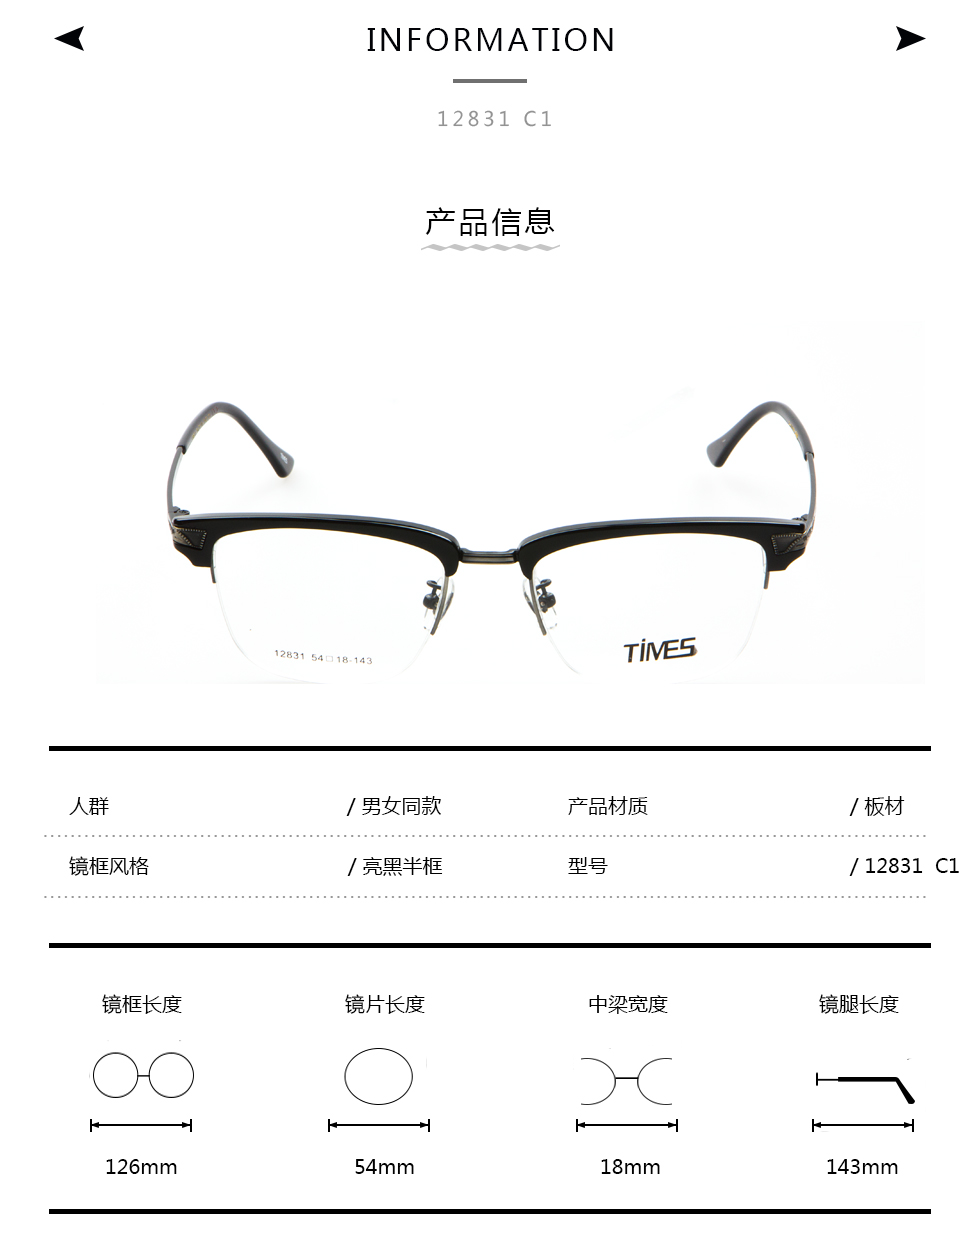 INFORMATION
12831 C1
产品信息
12831 54□18-143
TiMES
人群 / 男女同款 产品材质 / 板材
镜框风格 / 亮黑半框 型号 / 12831 C1
镜框长度 镜片长度 中梁宽度 镜腿长度
126mm 54mm 18mm 143mm